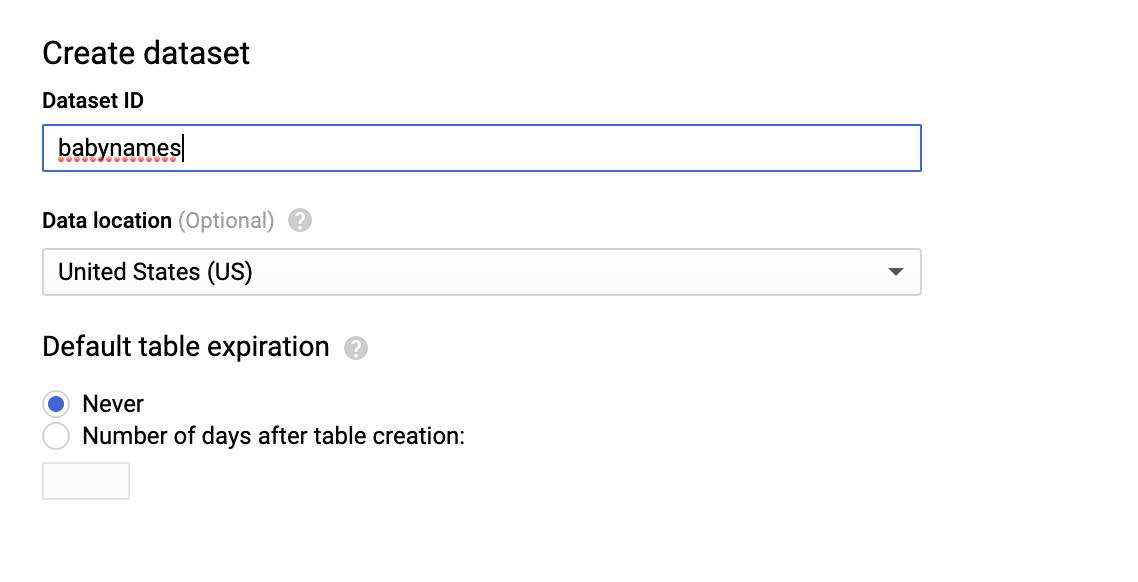 Create dataset
Dataset ID
babynames
Data location (Optional) ?
United States (US)
Default table expiration ?
Never
Number of days after table creation: